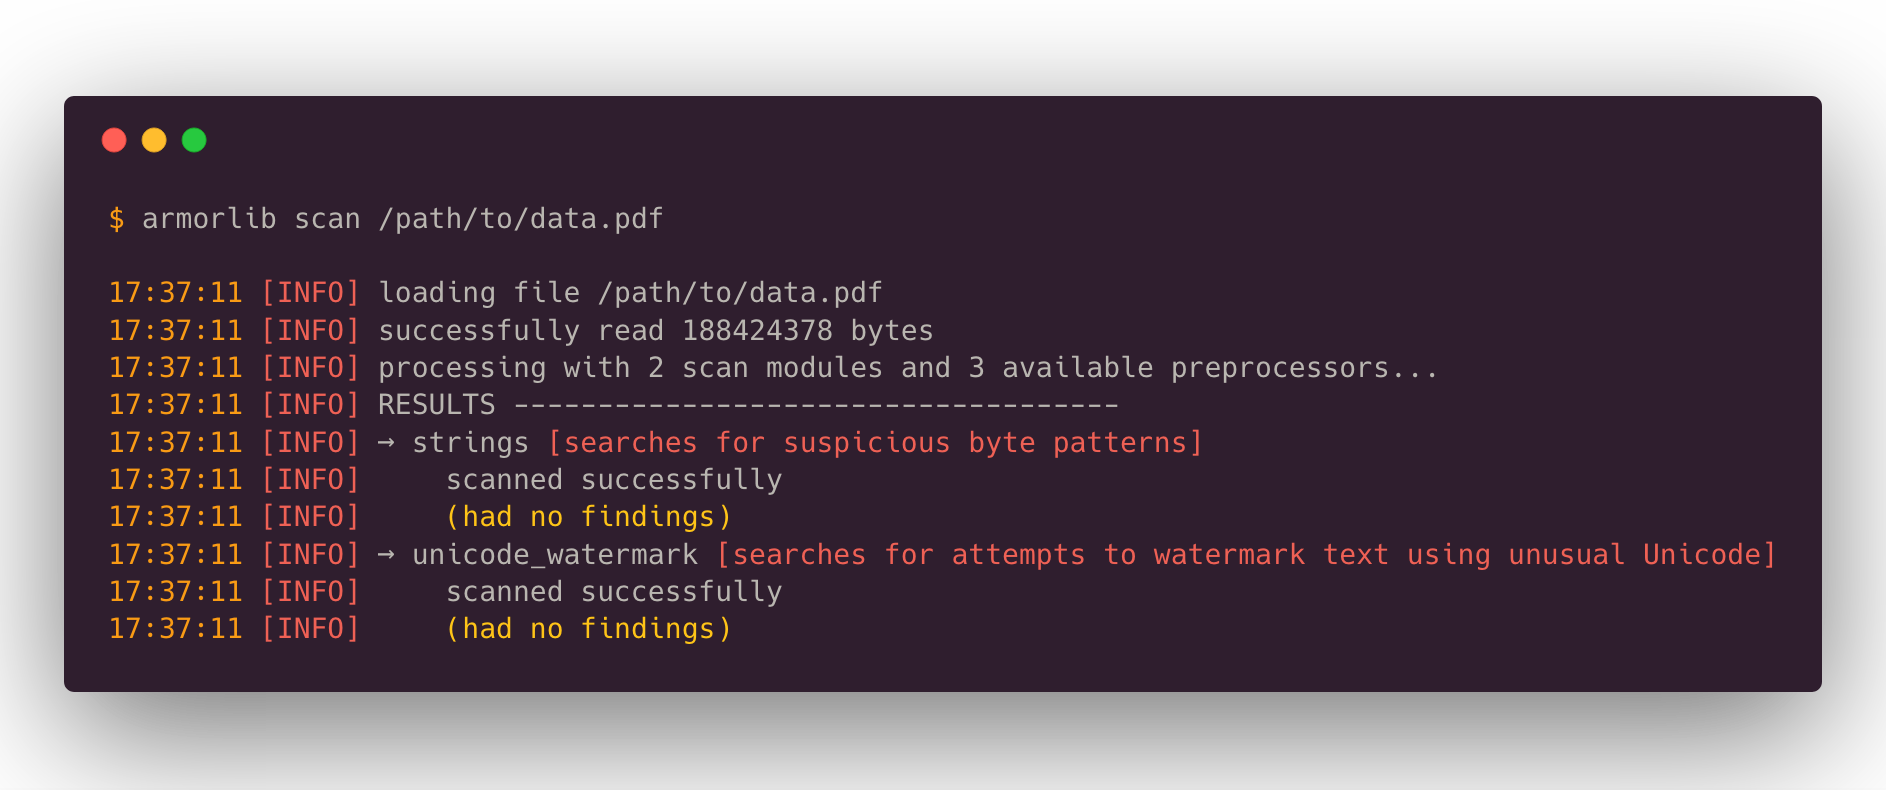 $ armorlib scan /path/to/data.pdf
17:37:11 [INFO] loading file /path/to/data.pdf
17:37:11 [INFO] successfully read 188424378 bytes
17:37:11 [INFO] processing with 2 scan modules and 3 available preprocessors...
17:37:11 [INFO] RESULTS ------------------------------------
17:37:11 [INFO] → strings [searches for suspicious byte patterns]
17:37:11 [INFO]     scanned successfully
17:37:11 [INFO]     (had no findings)
17:37:11 [INFO] → unicode_watermark [searches for attempts to watermark text using unusual Unicode]
17:37:11 [INFO]     scanned successfully
17:37:11 [INFO]     (had no findings)